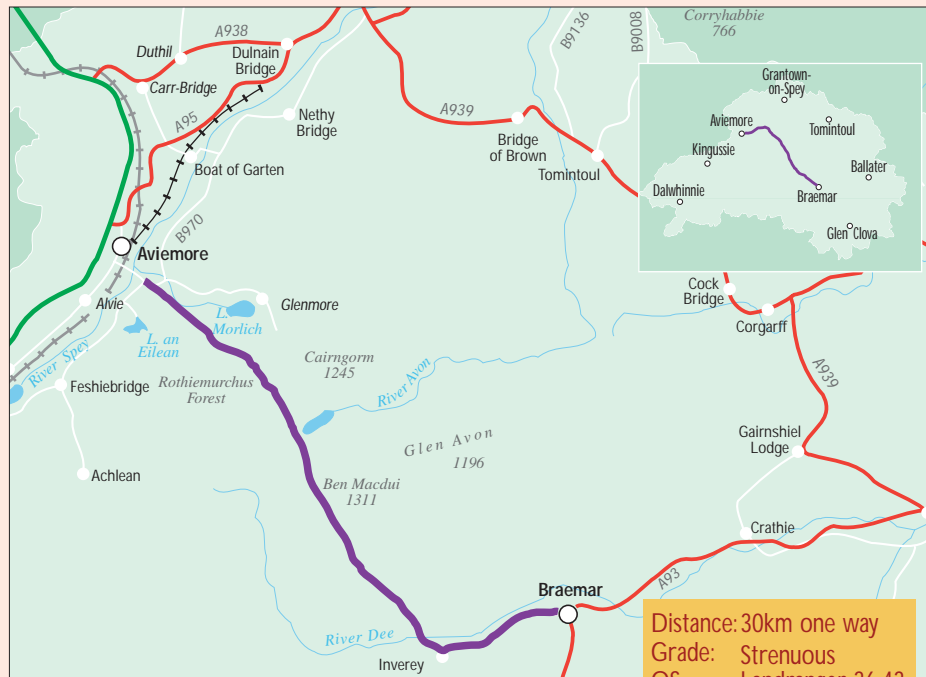 Corryhabbie
766
B9136
B9008
A938
Duthil
Dulnain
Bridge
Carr-Bridge
A95
Nethy
Bridge
A939
Bridge
of Brown
Tomintoul
Boat of Garten
B970
Aviemore
Alvie
L.
Morlich
Glenmore
L. an
Eilean
River Spey
Feshiebridge
Rothiemurchus
Forest
Cairngorm
1245
River Avon
Glen Avon
1196
Achlean
Ben Macdui
1311
Grantown-
on-Spey
Aviemore
Tomintoul
Kingussie
Ballater
Dalwhinnie
Braemar
Glen Clova
Cock
Bridge
Corgarff
A939
Gairnshiel
Lodge
Crathie
A93
Braemar
River Dee
Inverey
Distance: 30km one way
Grade: Strenuous